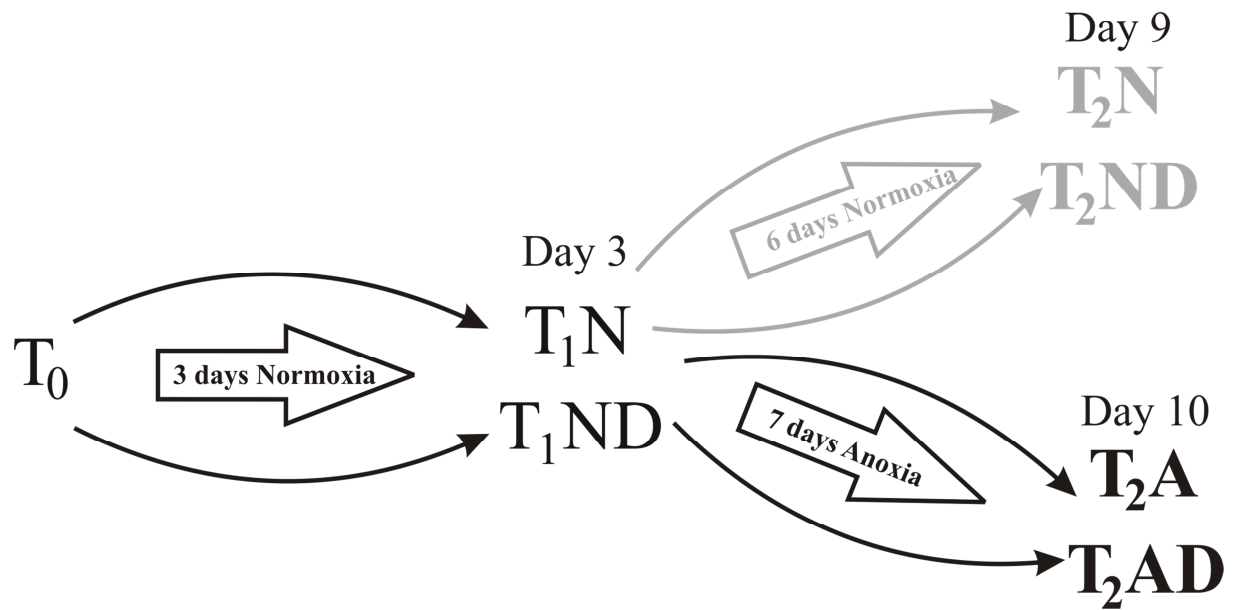 T₀
3 days Normoxia
Day 3
T₁N
T₁ND
6 days Normoxia
Day 9
T₂N
T₂ND
7 days Anoxia
Day 10
T₂A
T₂AD